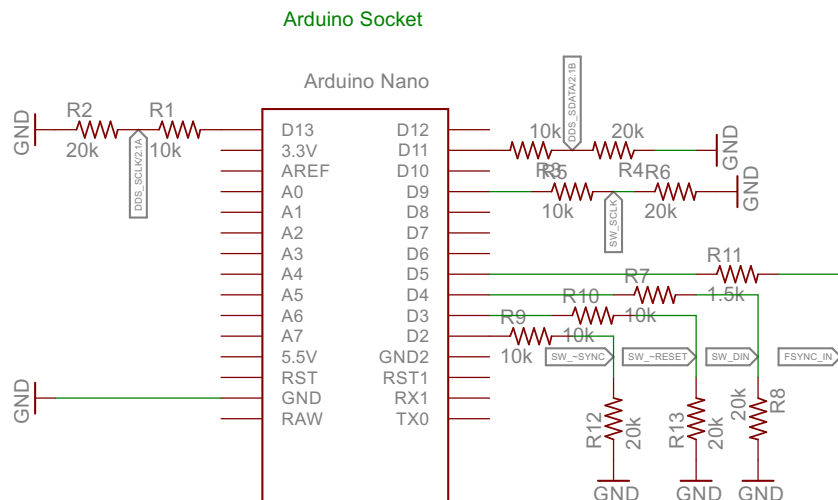 Arduino Socket
Arduino Nano
GND
R2
20k
R1
10k
DDS_SCLK/2.1A
D13
3.3V
AREF
A0
A1
A2
A3
A4
A5
A6
A7
5.5V
RST
GND
RAW
GND
D12
D11
D10
D9
D8
D7
D6
D5
D4
D3
D2
GND2
RST1
RX1
TX0
10k
DDS_SDATA/2.1B
20k
GND
R3
R5
R4
R6
10k
SW_SCLK
20k
GND
R11
1.5k
R7
10k
R10
10k
R9
10k
SW_~SYNC
SW_~RESET
SW_DIN
FSYNC_IN
R12
20k
R13
20k
20k
R8
GND
GND
GND